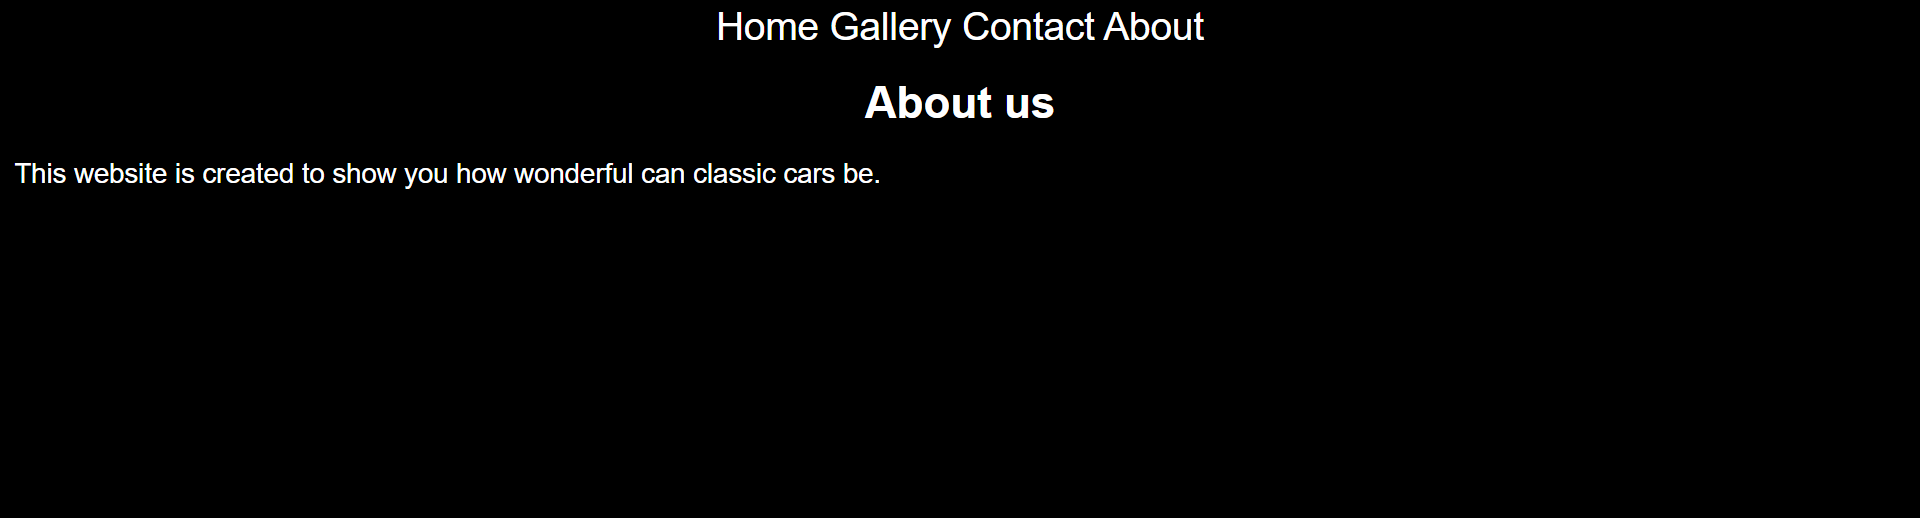 Home Gallery Contact About
About us
This website is created to show you how wonderful can classic cars be.